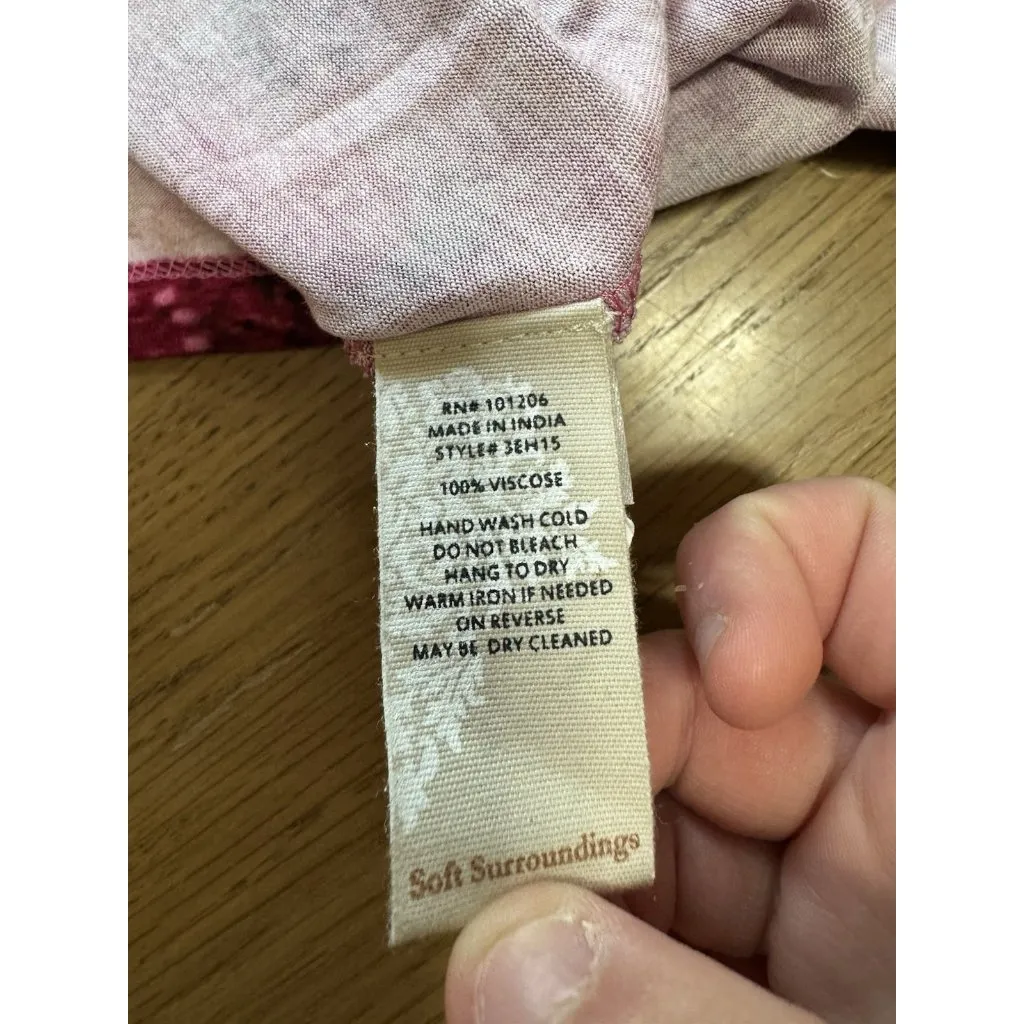 RN# 101206
MADE IN INDIA
STYLE# 3EH15
100% VISCOSE
HAND WASH COLD
DO NOT BLEACH
HANG TO DRY
WARM IRON IF NEEDED
ON REVERSE
MAY BE DRY CLEANED
Soft Surroundings